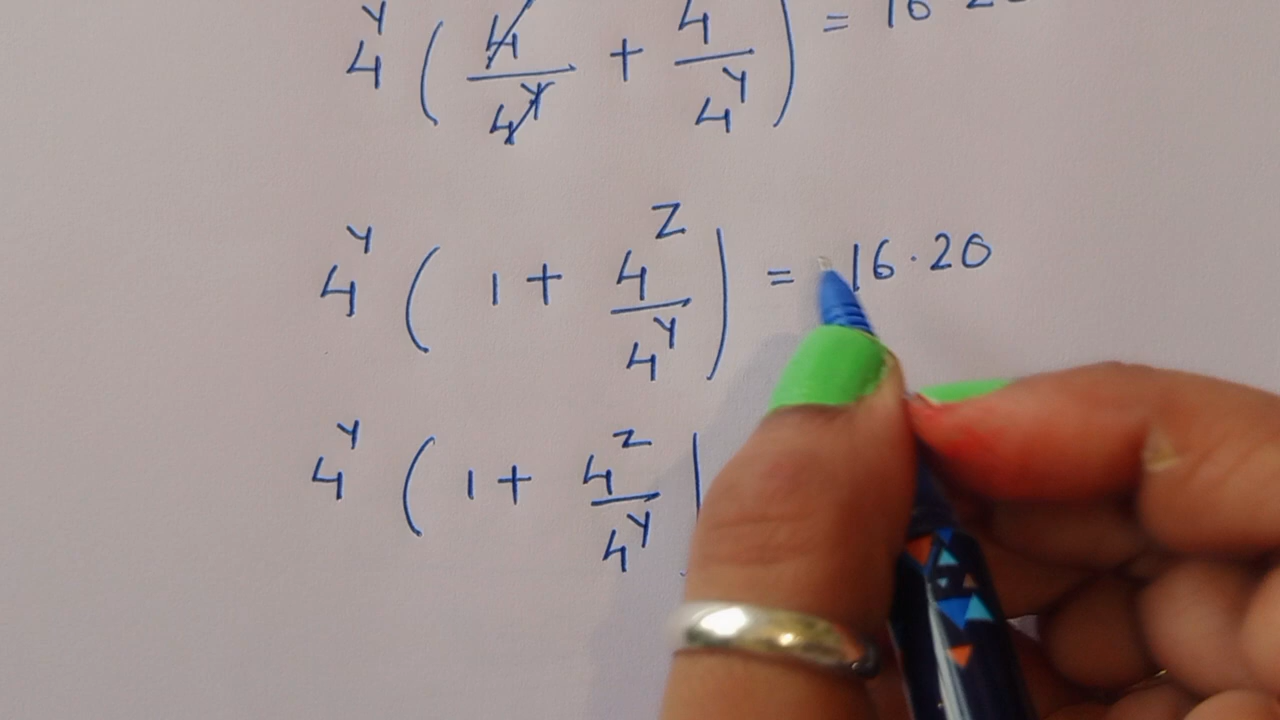 4^Y ( 4/4^Y + 4/4^Y ) = 16·20
4^Y ( 1 + 4^Z/4^Y ) = 16·20
4^Y ( 1 + 4^Z/4^Y )